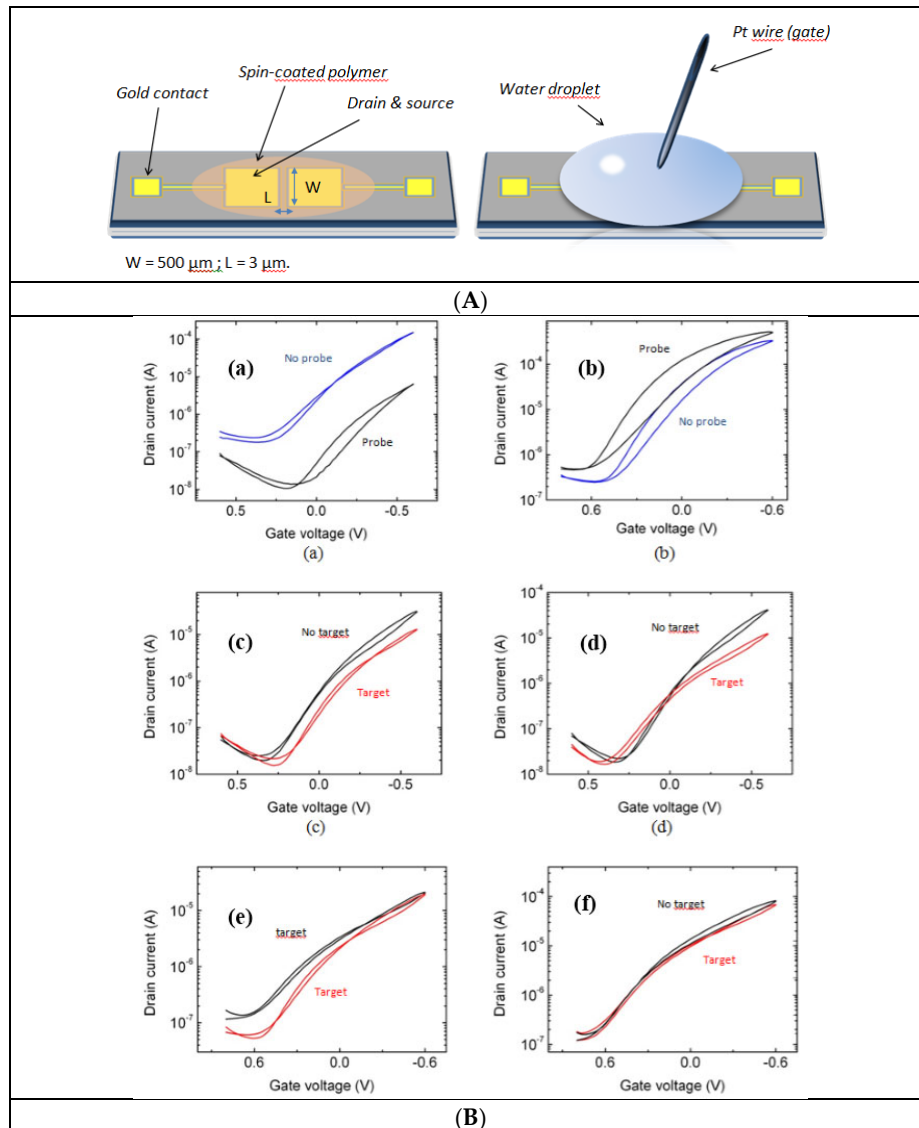 Pt wire (gate)
Spin-coated polymer
Gold contact
Drain & source
Water droplet
L
W
W = 500 µm ; L = 3 µm.
(A)
10⁻⁴
10⁻⁵
10⁻⁶
10⁻⁷
10⁻⁸
Drain current (A)
(a)
No probe
Probe
0.5 0.0 -0.5
Gate voltage (V)
(a)
10⁻⁴
10⁻⁵
10⁻⁶
10⁻⁷
Drain current (A)
(b)
Probe
No probe
0.6 0.0 -0.6
Gate voltage (V)
(b)
10⁻⁵
10⁻⁶
10⁻⁷
10⁻⁸
Drain current (A)
(c)
No target
Target
0.5 0.0 -0.5
Gate voltage (V)
(c)
10⁻⁴
10⁻⁵
10⁻⁶
10⁻⁷
10⁻⁸
Drain current (A)
(d)
No target
Target
0.5 0.0 -0.5
Gate voltage (V)
(d)
10⁻⁵
10⁻⁶
10⁻⁷
Drain current (A)
(e)
target
Target
0.6 0.0 -0.6
Gate voltage (V)
10⁻⁴
10⁻⁵
10⁻⁶
10⁻⁷
Drain current (A)
(f)
No target
Target
0.6 0.0 -0.6
Gate voltage (V)
(B)